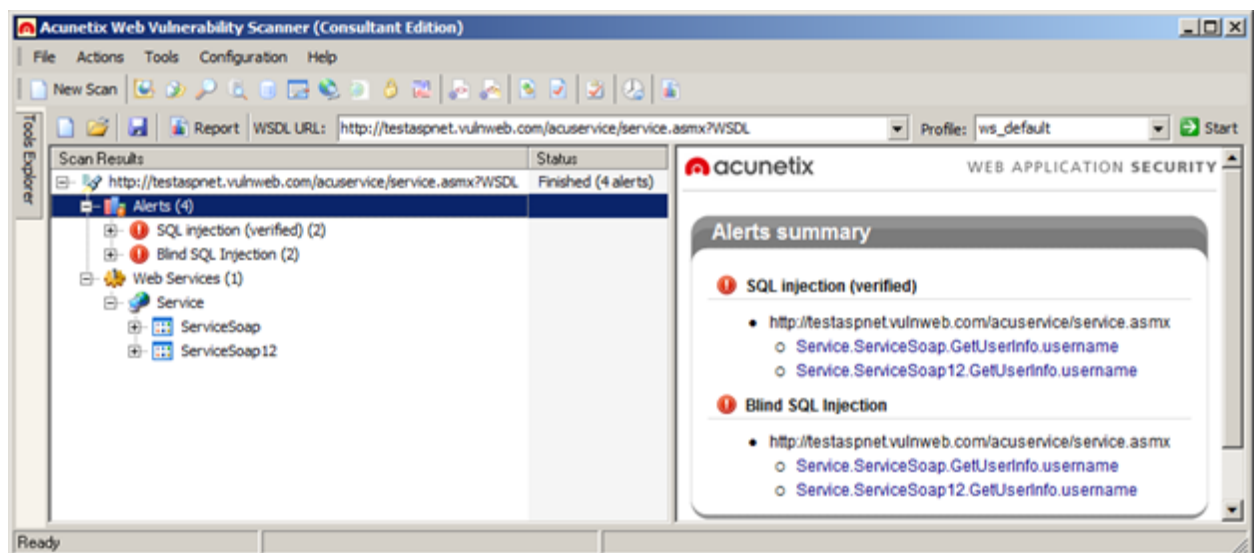 Acunetix Web Vulnerability Scanner (Consultant Edition)
File Actions Tools Configuration Help
New Scan
Tools Explorer
Report WSDL URL: http://testaspnet.vulnweb.com/acuservice/service.asmx?WSDL Profile: ws_default Start
Scan Results Status
http://testaspnet.vulnweb.com/acuservice/service.asmx?WSDL Finished (4 alerts)
Alerts (4)
SQL injection (verified) (2)
Blind SQL Injection (2)
Web Services (1)
Service
ServiceSoap
ServiceSoap12
acunetix WEB APPLICATION SECURITY
Alerts summary
SQL injection (verified)
http://testaspnet.vulnweb.com/acuservice/service.asmx
Service.ServiceSoap.GetUserInfo.username
Service.ServiceSoap12.GetUserInfo.username
Blind SQL Injection
http://testaspnet.vulnweb.com/acuservice/service.asmx
Service.ServiceSoap.GetUserInfo.username
Service.ServiceSoap12.GetUserInfo.username
Ready